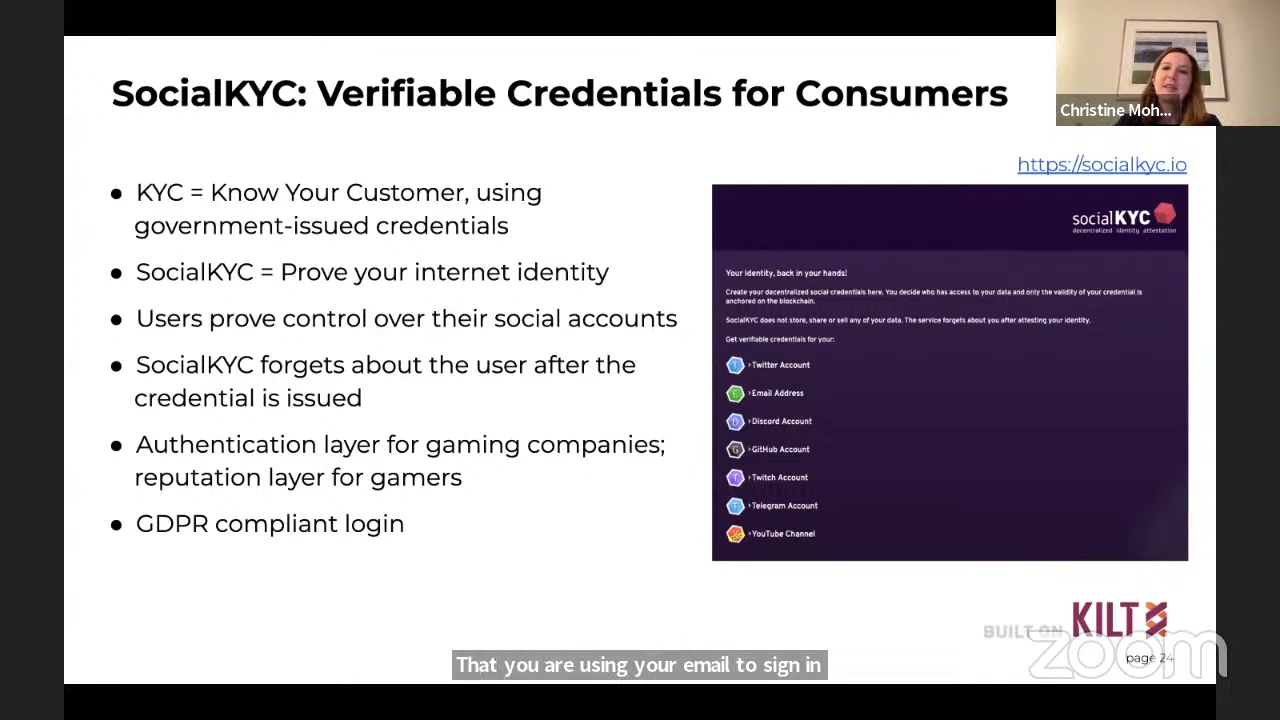 SocialKYC: Verifiable Credentials for Consumers
Christine Moh...
https://socialkyc.io
● KYC = Know Your Customer, using
government-issued credentials
● SocialKYC = Prove your internet identity
● Users prove control over their social accounts
● SocialKYC forgets about the user after the
credential is issued
● Authentication layer for gaming companies;
reputation layer for gamers
● GDPR compliant login
socialKYC
decentralized identity attestation
Your identity, back in your hands!
Create your decentralized social credentials here. You decide who has access to your data and only the validity of your credential is
anchored on the blockchain.
SocialKYC does not store, share or sell any of your data. The service forgets about you after attesting your identity.
Get verifiable credentials for your:
T › Twitter Account
E › Email Address
D › Discord Account
G › GitHub Account
T › Twitch Account
T › Telegram Account
› YouTube Channel
BUILT ON KILT
zoom
page 24
That you are using your email to sign in